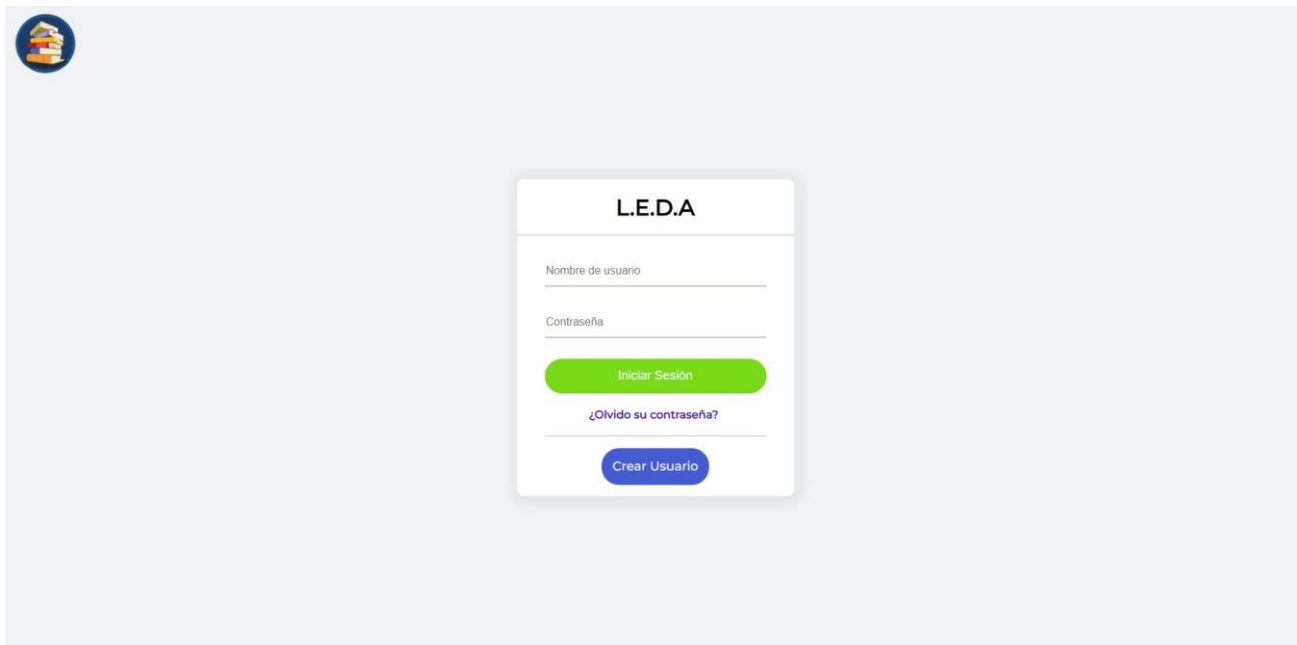 L.E.D.A
Nombre de usuario
Contraseña
Iniciar Sesión
¿Olvido su contraseña?
Crear Usuario